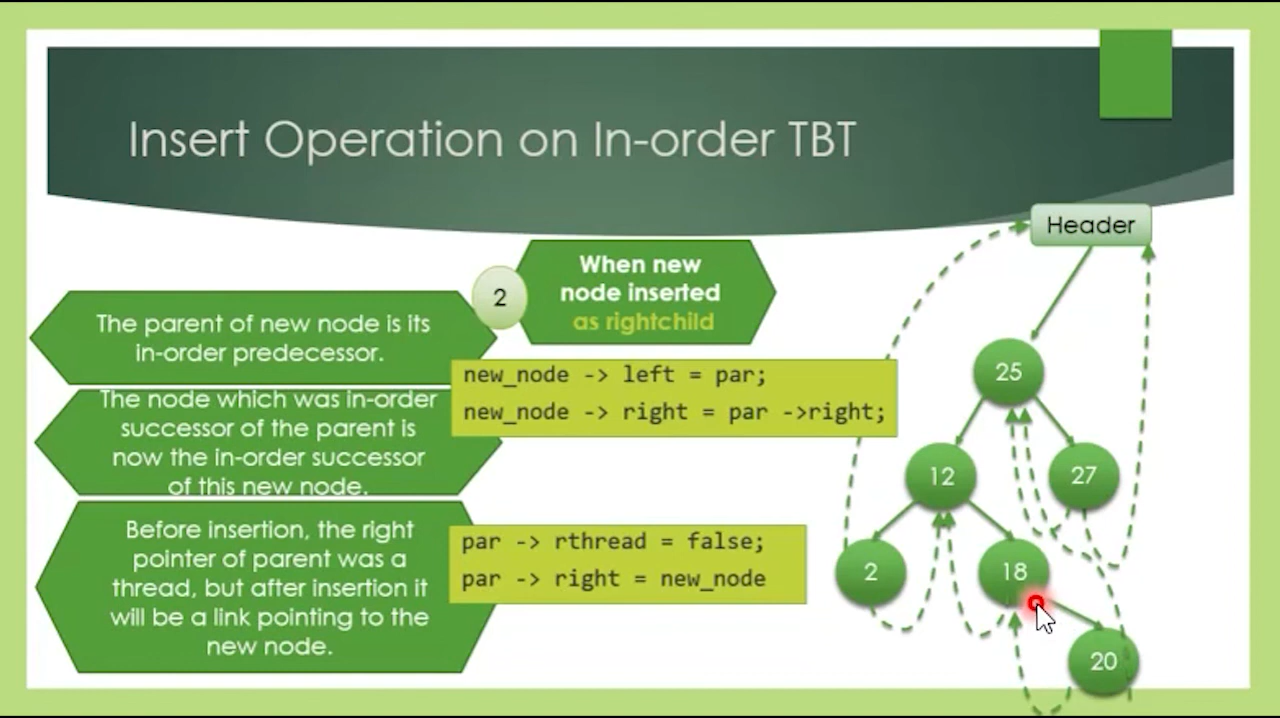 Insert Operation on In-order TBT
Header
2
When new
node inserted
as rightchild
The parent of new node is its
in-order predecessor.
new_node -> left = par;
new_node -> right = par ->right;
The node which was in-order
successor of the parent is
now the in-order successor
of this new node.
Before insertion, the right
pointer of parent was a
thread, but after insertion it
will be a link pointing to the
new node.
par -> rthread = false;
par -> right = new_node
25
12
27
2
18
20